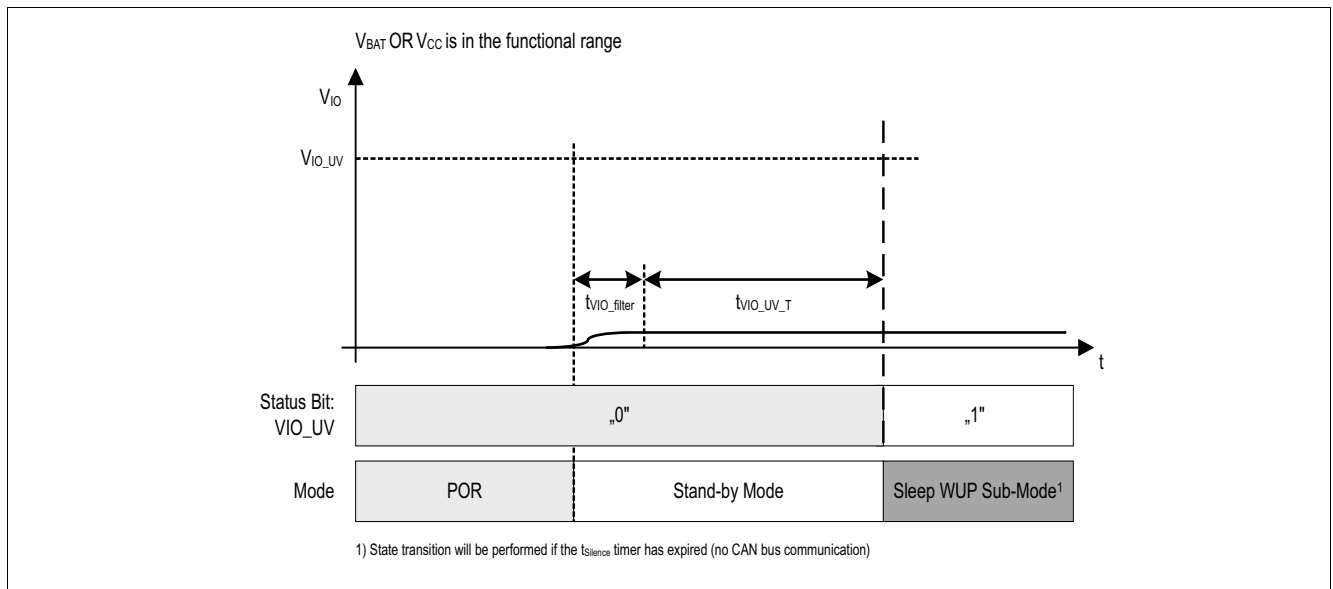 VBAT OR VCC is in the functional range
VIO
VIO_UV
tVIO_filter
tVIO_UV_T
t
Status Bit:
VIO_UV
„0"
„1"
Mode
POR
Stand-by Mode
Sleep WUP Sub-Mode1
1) State transition will be performed if the tSilence timer has expired (no CAN bus communication)